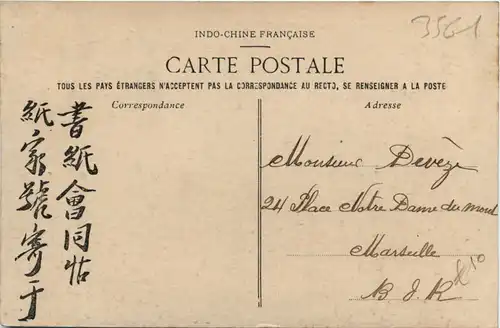 3561
INDO-CHINE FRANÇAISE
CARTE POSTALE
TOUS LES PAYS ÉTRANGERS N'ACCEPTENT PAS LA CORRESPONDANCE AU RECTO, SE RENSEIGNER A LA POSTE
Correspondance
Adresse
書紙會同帖
紙家號寄于
Monsieur Devèze
24 Place Notre Dame du mont
Marseille
B. J. R